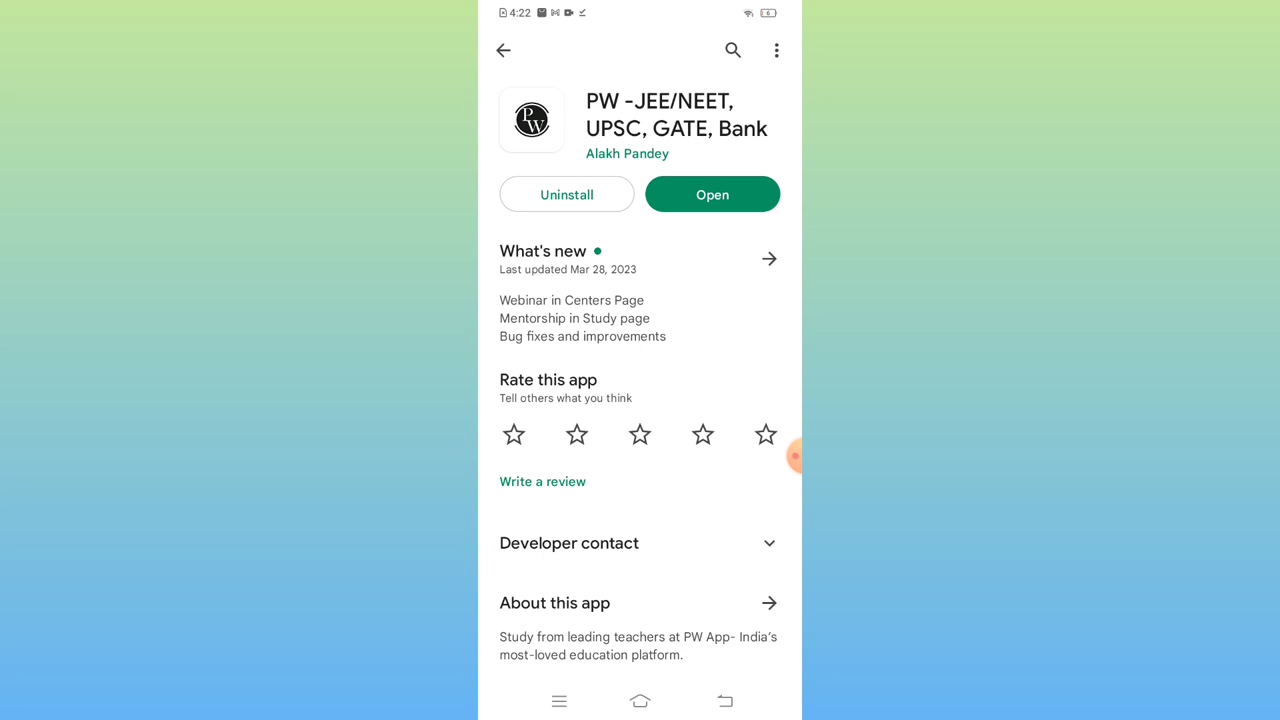 4:22
6
PW
PW -JEE/NEET,
UPSC, GATE, Bank
Alakh Pandey
Uninstall
Open
What's new
Last updated Mar 28, 2023
Webinar in Centers Page
Mentorship in Study page
Bug fixes and improvements
Rate this app
Tell others what you think
Write a review
Developer contact
About this app
Study from leading teachers at PW App- India's
most-loved education platform.